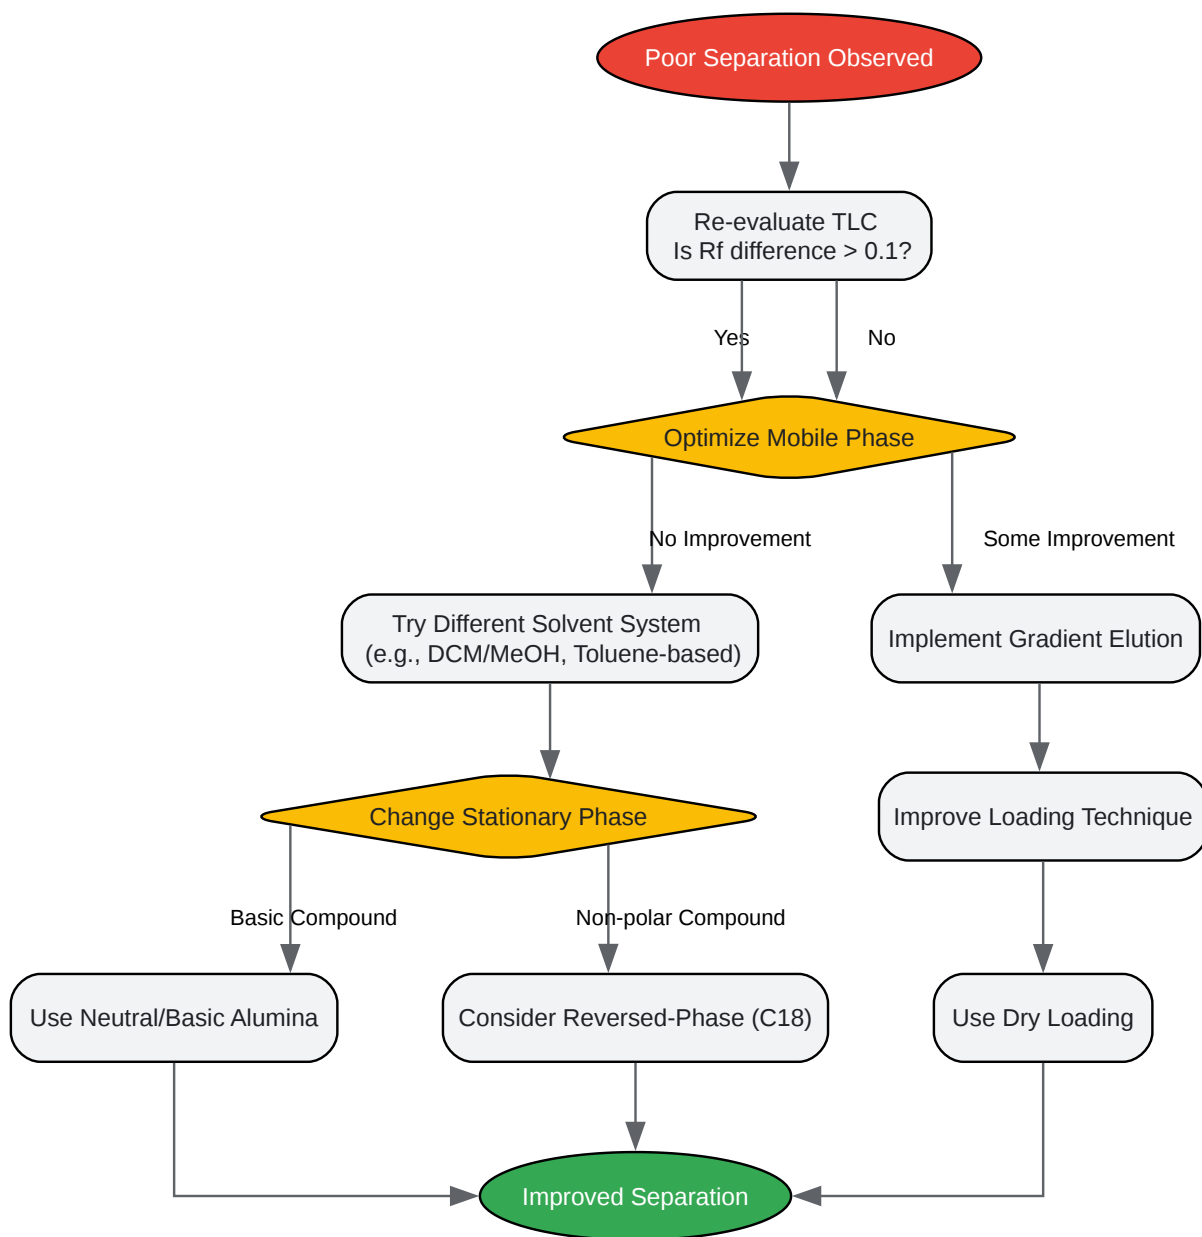 Poor Separation Observed
Re-evaluate TLC
Is Rf difference > 0.1?
Yes
No
Optimize Mobile Phase
No Improvement
Some Improvement
Try Different Solvent System
(e.g., DCM/MeOH, Toluene-based)
Implement Gradient Elution
Change Stationary Phase
Improve Loading Technique
Basic Compound
Non-polar Compound
Use Neutral/Basic Alumina
Consider Reversed-Phase (C18)
Use Dry Loading
Improved Separation